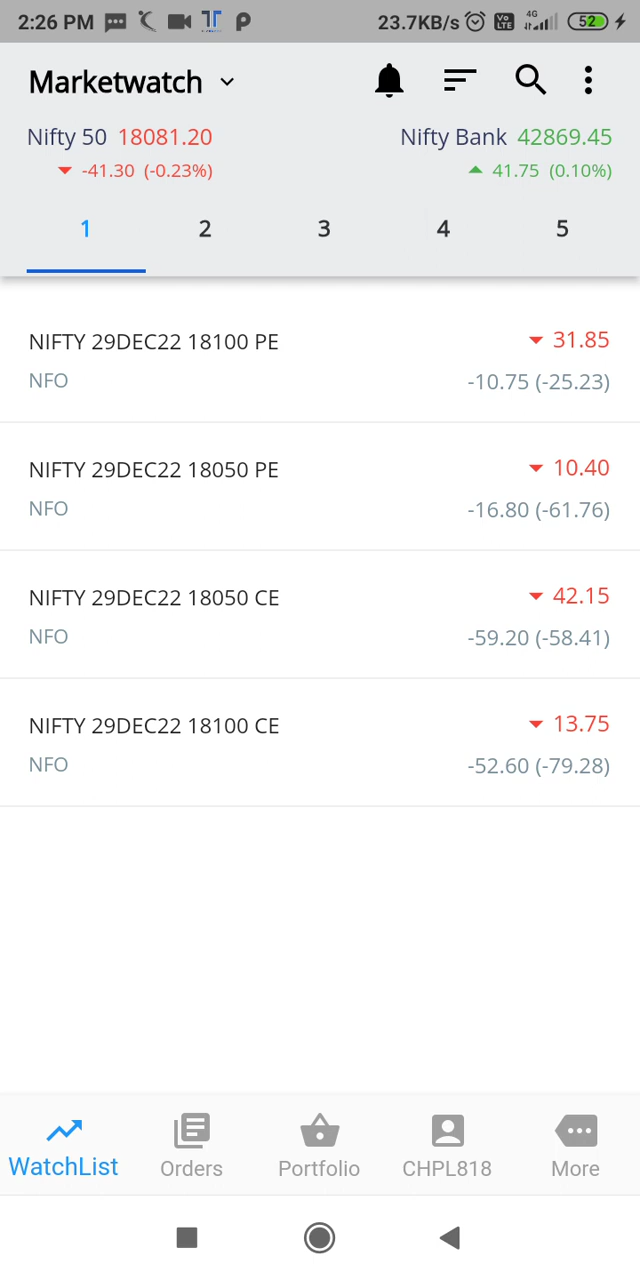 2:26 PM 23.7KB/s Vo LTE 4G 52
Marketwatch
Nifty 50 18081.20 Nifty Bank 42869.45
-41.30 (-0.23%) 41.75 (0.10%)
1 2 3 4 5
NIFTY 29DEC22 18100 PE 31.85
NFO -10.75 (-25.23)
NIFTY 29DEC22 18050 PE 10.40
NFO -16.80 (-61.76)
NIFTY 29DEC22 18050 CE 42.15
NFO -59.20 (-58.41)
NIFTY 29DEC22 18100 CE 13.75
NFO -52.60 (-79.28)
WatchList Orders Portfolio CHPL818 More